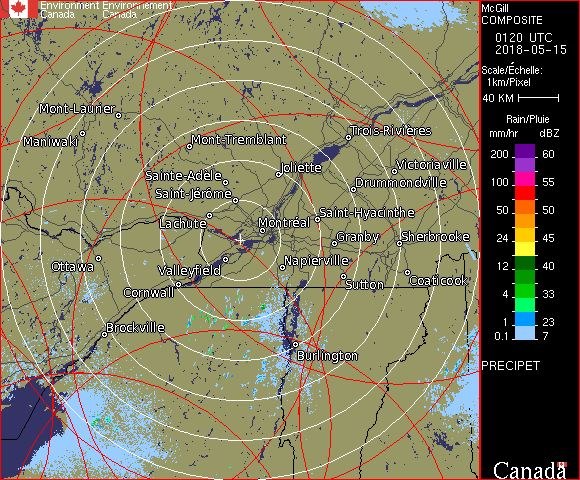 Environment Environnement
Canada Canada
McGill
COMPOSITE
0120 UTC
2018-05-15
Scale/Échelle:
1km/Pixel
40 KM
Rain/Pluie
mm/hr dBZ
200 60
100 55
50 50
24 45
12 40
4 33
1 23
0.1 7
PRECIPET
Canada
Mont-Laurier
Maniwaki
Mont-Tremblant
Trois-Rivières
Sainte-Adèle
Joliette
Victoriaville
Saint-Jérôme
Drummondville
Lachute
Montréal
Saint-Hyacinthe
Granby
Sherbrooke
Ottawa
Valleyfield
Napierville
Cornwall
Sutton
Coaticook
Brockville
Burlington